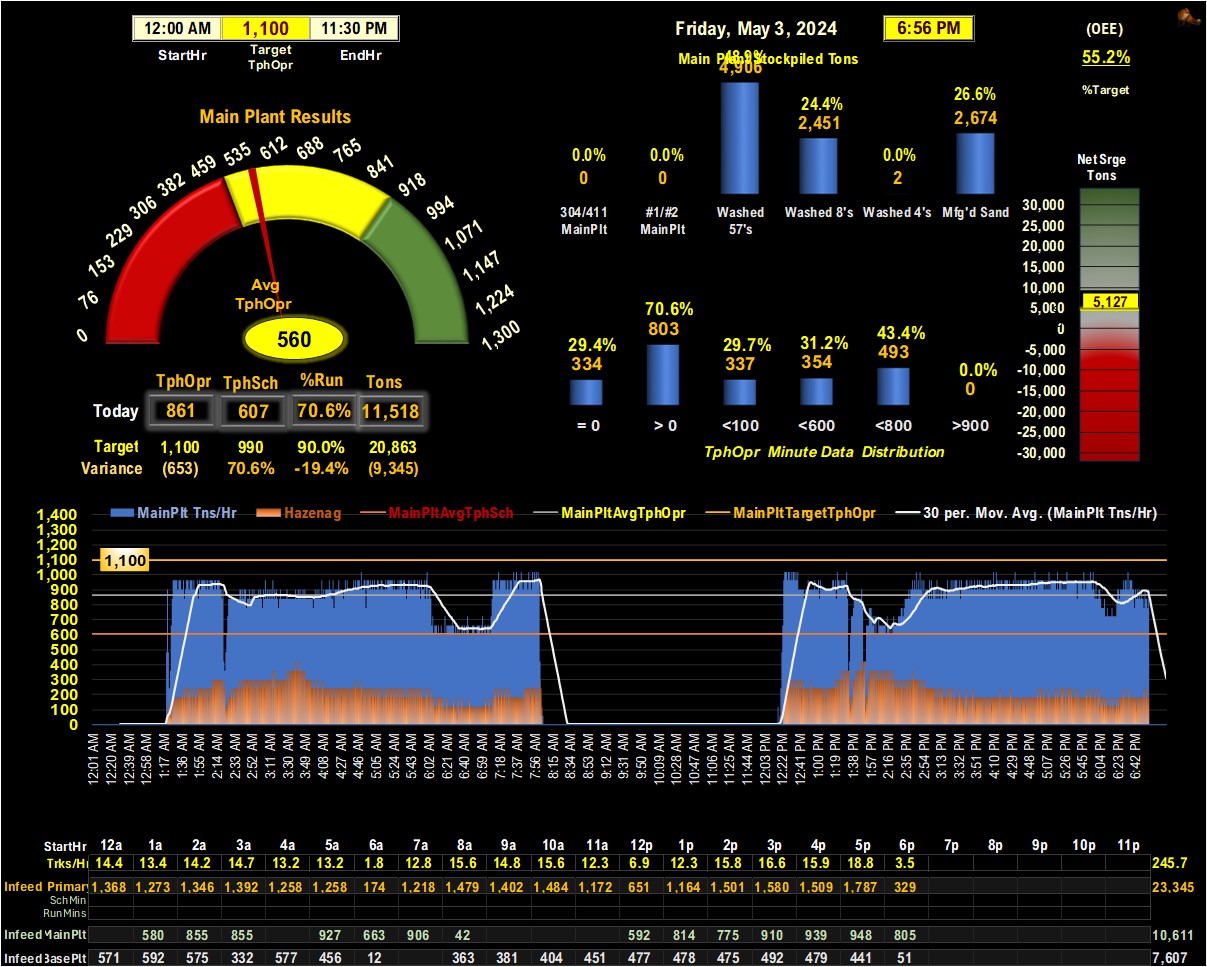 12:00 AM 1,100 11:30 PM
StartHr Target TphOpr EndHr
Friday, May 3, 2024 6:56 PM
(OEE)
55.2%
%Target
Main Plant Stockpiled Tons
48.9%
4,906
24.4%
2,451
26.6%
2,674
0.0%
0
0.0%
0
0.0%
2
304/411 MainPlt
#1/#2 MainPlt
Washed 57's
Washed 8's
Washed 4's
Mfg'd Sand
Main Plant Results
0 76 153 229 306 382 459 535 612 688 765 841 918 994 1,071 1,147 1,224 1,300
Avg
TphOpr
560
TphOpr TphSch %Run Tons
Today 861 607 70.6% 11,518
Target 1,100 990 90.0% 20,863
Variance (653) 70.6% -19.4% (9,345)
29.4% 70.6% 29.7% 31.2% 43.4% 0.0%
334 803 337 354 493 0
= 0 > 0 <100 <600 <800 >900
TphOpr Minute Data Distribution
Net Srge
Tons
30,000
25,000
20,000
15,000
10,000
5,000
0
-5,000
-10,000
-15,000
-20,000
-25,000
-30,000
5,127
MainPlt Tns/Hr Hazenag MainPltAvgTphSch MainPltAvgTphOpr MainPltTargetTphOpr 30 per. Mov. Avg. (MainPlt Tns/Hr)
1,400
1,300
1,200
1,100
1,000
900
800
700
600
500
400
300
200
100
0
1,100
12:01 AM 12:20 AM 12:39 AM 12:58 AM 1:17 AM 1:36 AM 1:55 AM 2:14 AM 2:33 AM 2:52 AM 3:11 AM 3:30 AM 3:49 AM 4:08 AM 4:27 AM 4:46 AM 5:05 AM 5:24 AM 5:43 AM 6:02 AM 6:21 AM 6:40 AM 6:59 AM 7:18 AM 7:37 AM 7:56 AM 8:15 AM 8:34 AM 8:53 AM 9:12 AM 9:31 AM 9:50 AM 10:09 AM 10:28 AM 10:47 AM 11:06 AM 11:25 AM 11:44 AM 12:03 PM 12:22 PM 12:41 PM 1:00 PM 1:19 PM 1:38 PM 1:57 PM 2:16 PM 2:35 PM 2:54 PM 3:13 PM 3:32 PM 3:51 PM 4:10 PM 4:29 PM 4:48 PM 5:07 PM 5:26 PM 5:45 PM 6:04 PM 6:23 PM 6:42 PM
StartHr 12a 1a 2a 3a 4a 5a 6a 7a 8a 9a 10a 11a 12p 1p 2p 3p 4p 5p 6p 7p 8p 9p 10p 11p
Trks/Hr 14.4 13.4 14.2 14.7 13.2 13.2 1.8 12.8 15.6 14.8 15.6 12.3 6.9 12.3 15.8 16.6 15.9 18.8 3.5 245.7
Infeed Primary 1,368 1,273 1,346 1,392 1,258 1,258 174 1,218 1,479 1,402 1,484 1,172 651 1,164 1,501 1,580 1,509 1,787 329 23,345
SchMin
RunMins
Infeed MainPlt 580 855 855 927 663 906 42 592 814 775 910 939 948 805 10,611
Infeed BasePlt 571 592 575 332 577 456 12 363 381 404 451 477 478 475 492 479 441 51 7,607